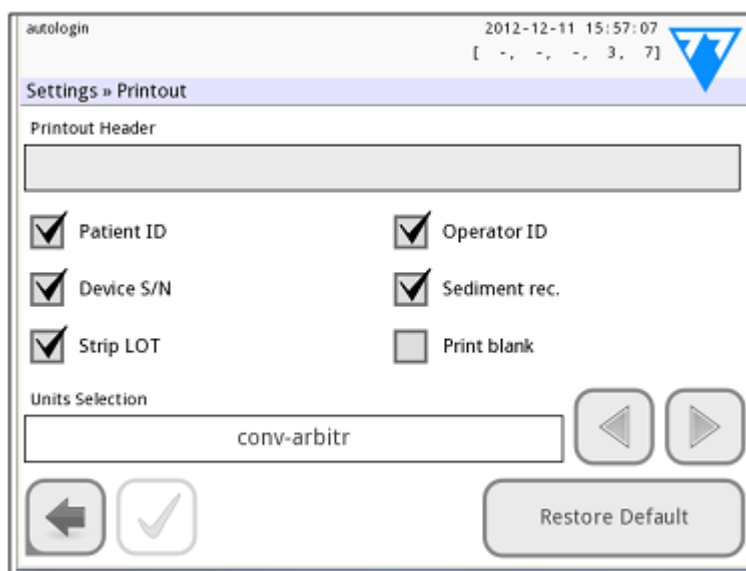 autologin
2012-12-11 15:57:07
[ -, -, -, 3, 7]
Settings » Printout
Printout Header
Patient ID
Operator ID
Device S/N
Sediment rec.
Strip LOT
Print blank
Units Selection
conv-arbitr
Restore Default